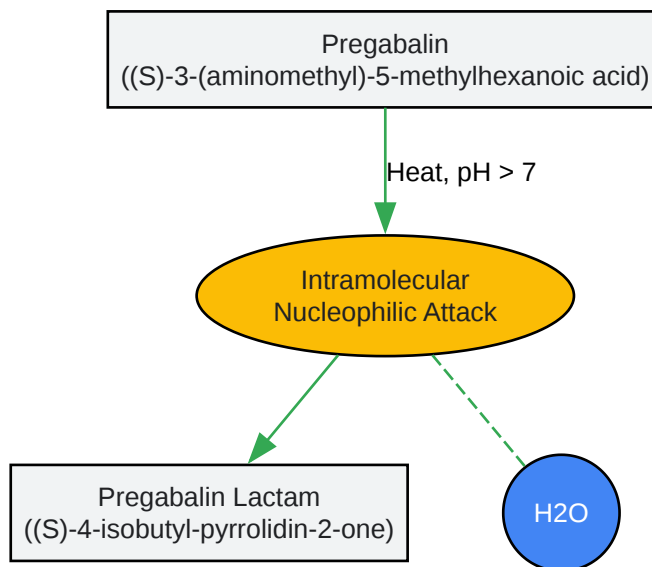 Pregabalin
((S)-3-(aminomethyl)-5-methylhexanoic acid)
Heat, pH > 7
Intramolecular
Nucleophilic Attack
Pregabalin Lactam
((S)-4-isobutyl-pyrrolidin-2-one)
H2O